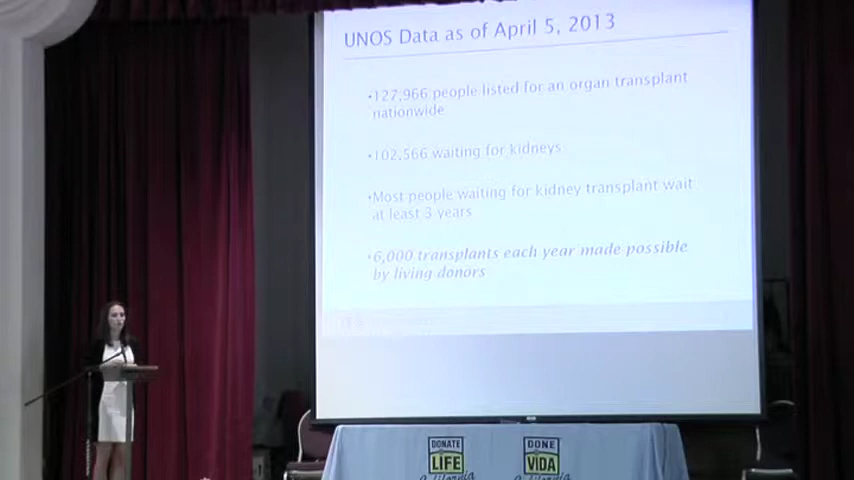 UNOS Data as of April 5, 2013
•127,966 people listed for an organ transplant
nationwide
•102,566 waiting for kidneys
•Most people waiting for kidney transplant wait
at least 3 years
•6,000 transplants each year made possible
by living donors
DONATE
LIFE
California
DONE
VIDA
California